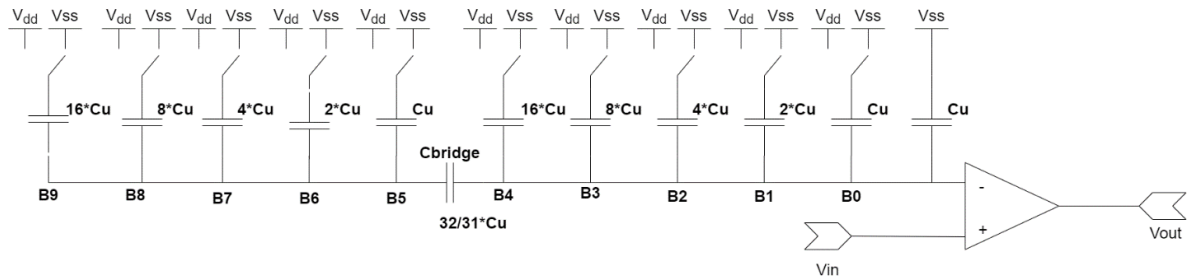 Vdd Vss Vdd Vss Vdd Vss Vdd Vss Vdd Vss Vdd Vss Vdd Vss Vdd Vss Vdd Vss Vdd Vss Vss
16*Cu 8*Cu 4*Cu 2*Cu Cu 16*Cu 8*Cu 4*Cu 2*Cu Cu Cu
Cbridge
B9 B8 B7 B6 B5 B4 B3 B2 B1 B0
-
32/31*Cu
+
Vout
Vin